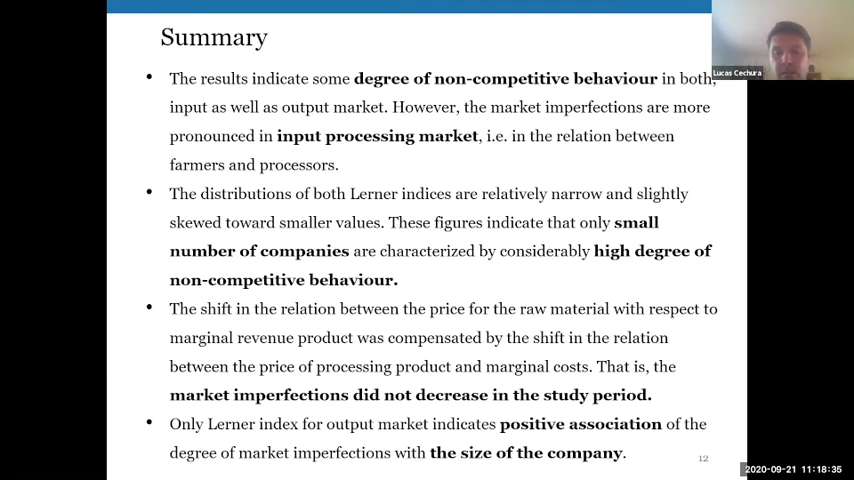 Summary
Lucas Cechura
• The results indicate some degree of non-competitive behaviour in both,
input as well as output market. However, the market imperfections are more
pronounced in input processing market, i.e. in the relation between
farmers and processors.
• The distributions of both Lerner indices are relatively narrow and slightly
skewed toward smaller values. These figures indicate that only small
number of companies are characterized by considerably high degree of
non-competitive behaviour.
• The shift in the relation between the price for the raw material with respect to
marginal revenue product was compensated by the shift in the relation
between the price of processing product and marginal costs. That is, the
market imperfections did not decrease in the study period.
• Only Lerner index for output market indicates positive association of the
degree of market imperfections with the size of the company.
12
2020-09-21 11:18:35